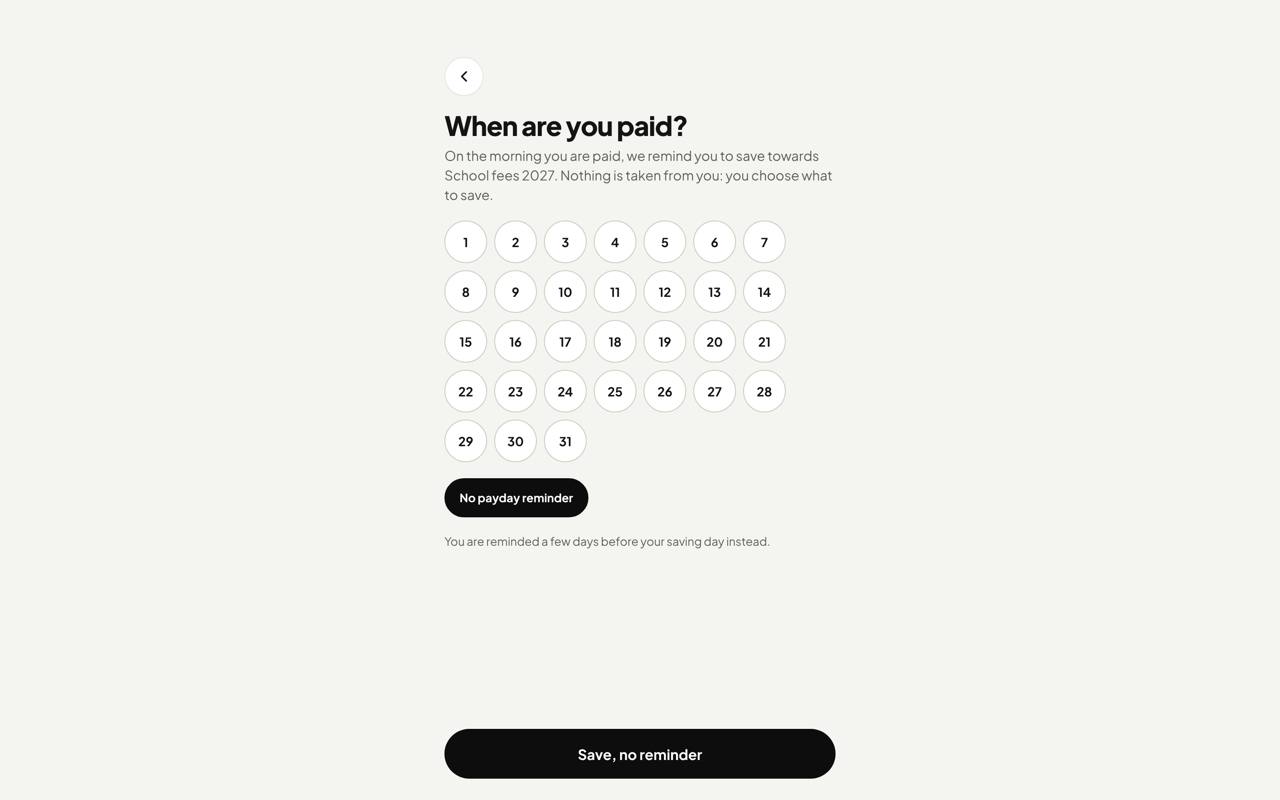 When are you paid?
On the morning you are paid, we remind you to save towards
School fees 2027. Nothing is taken from you: you choose what
to save.
1 2 3 4 5 6 7
8 9 10 11 12 13 14
15 16 17 18 19 20 21
22 23 24 25 26 27 28
29 30 31
No payday reminder
You are reminded a few days before your saving day instead.
Save, no reminder